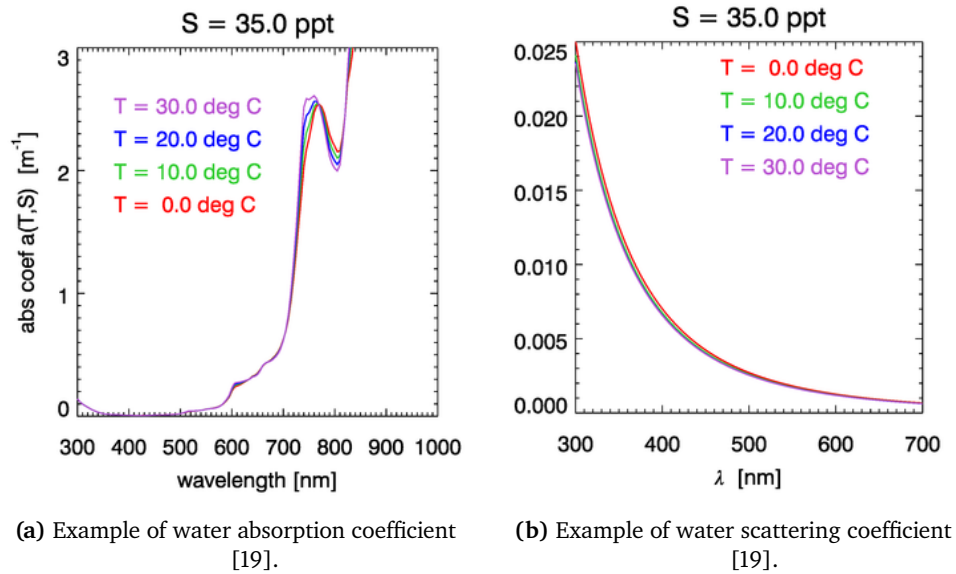 S = 35.0 ppt
3
2
1
0
abs coef a(T,S) [m⁻¹]
T = 30.0 deg C
T = 20.0 deg C
T = 10.0 deg C
T = 0.0 deg C
300 400 500 600 700 800 900 1000
wavelength [nm]
(a) Example of water absorption coefficient
[19].
S = 35.0 ppt
0.025
0.020
0.015
0.010
0.005
0.000
T = 0.0 deg C
T = 10.0 deg C
T = 20.0 deg C
T = 30.0 deg C
300 400 500 600 700
λ [nm]
(b) Example of water scattering coefficient
[19].